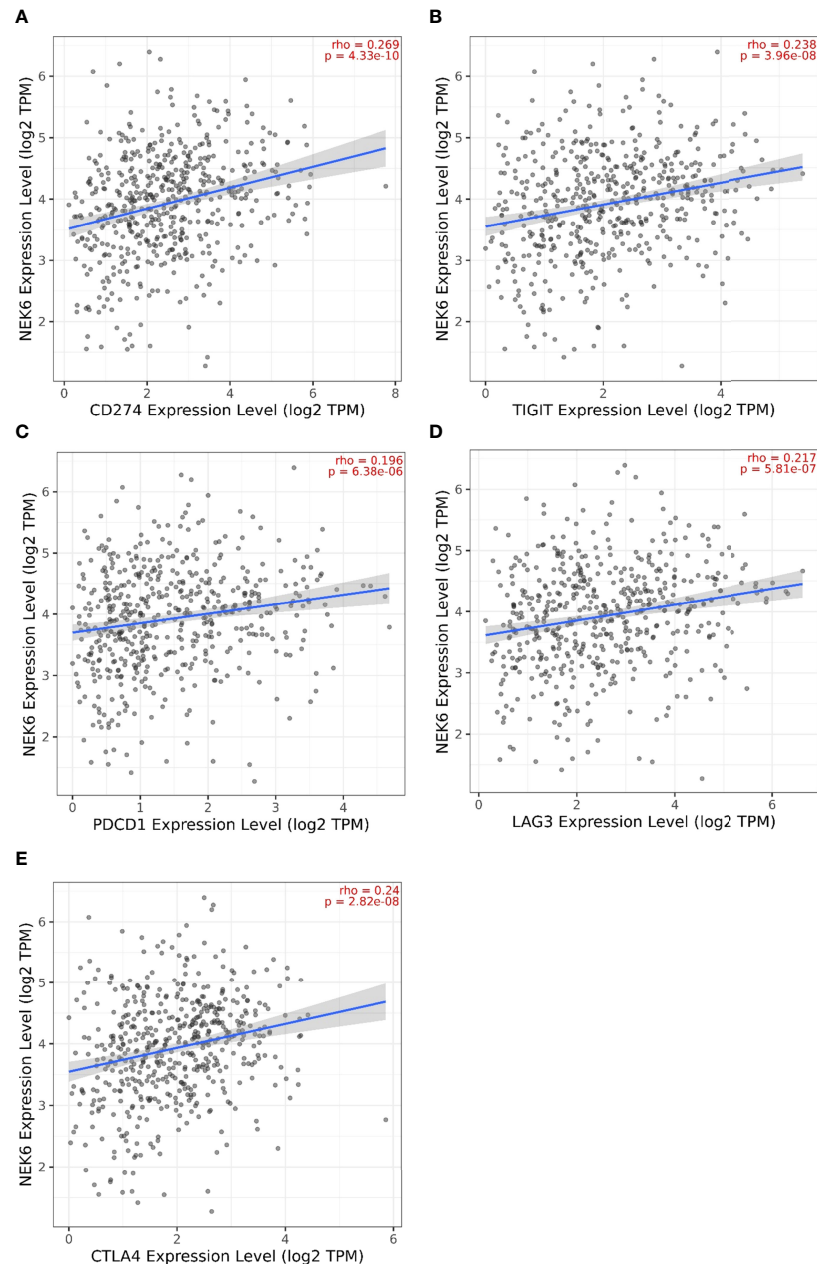 A
rho = 0.269
p = 4.33e-10
NEK6 Expression Level (log2 TPM)
6
5
4
3
2
0 2 4 6 8
CD274 Expression Level (log2 TPM)
B
rho = 0.238
p = 3.96e-08
NEK6 Expression Level (log2 TPM)
6
5
4
3
2
0 2 4
TIGIT Expression Level (log2 TPM)
C
rho = 0.196
p = 6.38e-06
NEK6 Expression Level (log2 TPM)
6
5
4
3
2
0 1 2 3 4
PDCD1 Expression Level (log2 TPM)
D
rho = 0.217
p = 5.81e-07
NEK6 Expression Level (log2 TPM)
6
5
4
3
2
0 2 4 6
LAG3 Expression Level (log2 TPM)
E
rho = 0.24
p = 2.82e-08
NEK6 Expression Level (log2 TPM)
6
5
4
3
2
0 2 4 6
CTLA4 Expression Level (log2 TPM)